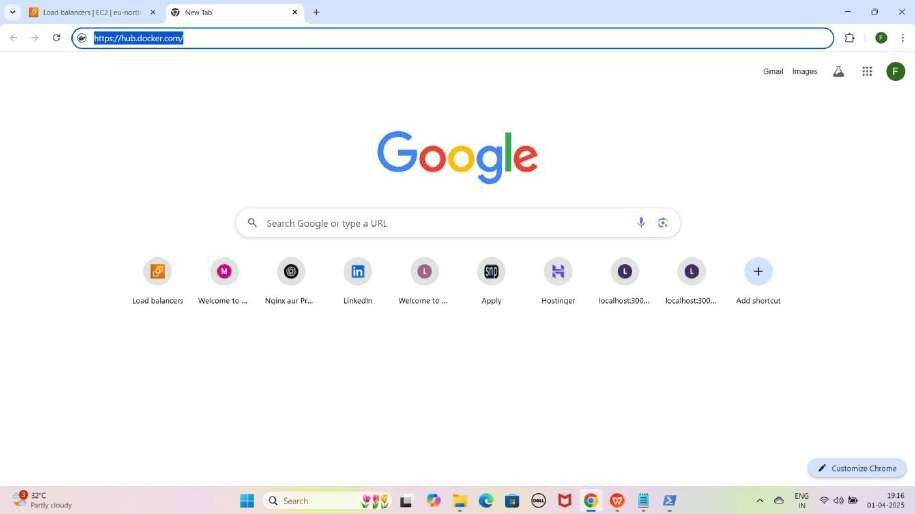 Load balancers | EC2 | eu-north
New Tab
https://hub.docker.com/
F
Gmail
Images
F
Google
Search Google or type a URL
M
L
smp
L
L
Load balancers
Welcome to ...
Nginx aur Pr...
LinkedIn
Welcome to ...
Apply
Hostinger
localhost:300...
localhost:300...
Add shortcut
Customize Chrome
3
32°C
Partly cloudy
Search
DELL
ENG
IN
19:16
01-04-2025